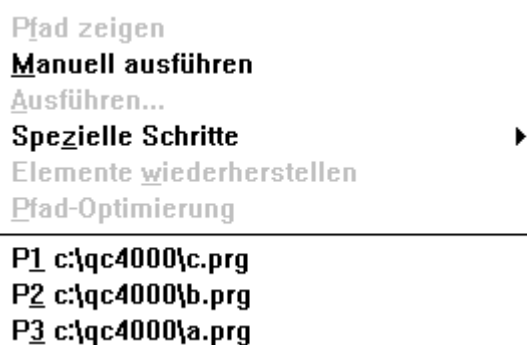 Pfad zeigen
Manuell ausführen
Ausführen...
Spezielle Schritte
Elemente wiederherstellen
Pfad-Optimierung
P1 c:\qc4000\c.prg
P2 c:\qc4000\b.prg
P3 c:\qc4000\a.prg